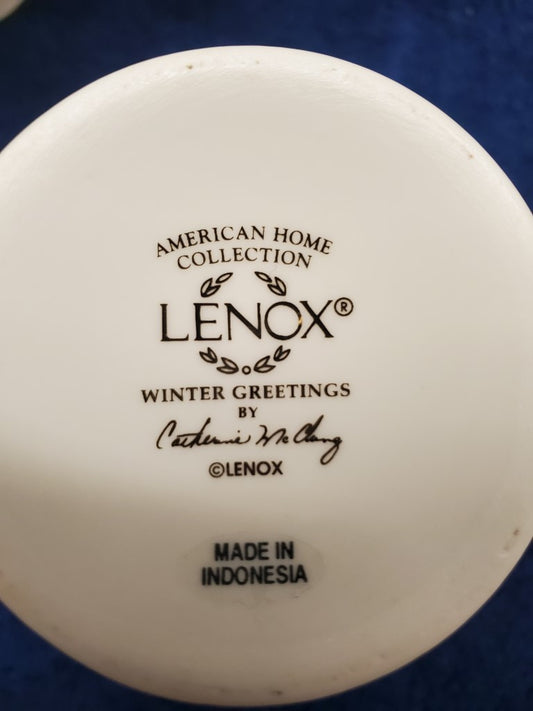 AMERICAN HOME
COLLECTION
LENOX®
WINTER GREETINGS
BY
Catherine McClung
©LENOX
MADE IN
INDONESIA